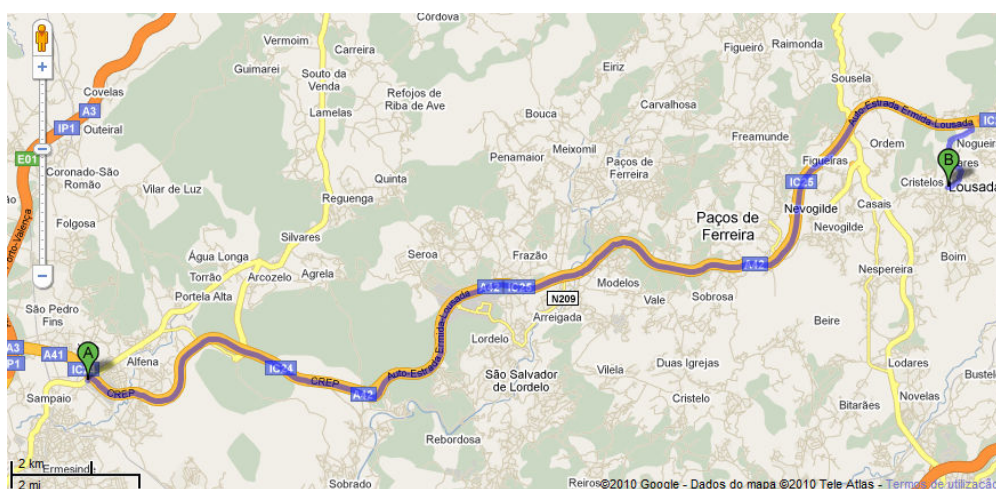 Córdova
Vermoim
Carreira
Guimarei
Souto da
Venda
Refojos de
Riba de Ave
Lamelas
Covelas
A3
IP1
Outeiral
E01
Coronado-São
Romão
Vilar de Luz
Folgosa
Quinta
Reguenga
Silvares
Água Longa
Torrão
Arcozelo
Agrela
Portela Alta
São Pedro
Fins
A3
A41
Alfena
A
Sampaio
CREP
IC24
CREP
A42
Auto-Estrada Ermida-Lousada
Ermesinde
Sobrado
Rebordosa
Figueiró
Raimonda
Eiriz
Sousela
Carvalhosa
Bouca
Auto Estrada Ermida-Lousada
Freamunde
Ordem
Meixomil
Penamaior
Paços de
Ferreira
Figueiras
IC25
B
Cristelos
Lousada
Nevogilde
Casais
Paços de
Ferreira
Nevogilde
Boim
Seroa
Frazão
Nespereira
A42
IC25
N209
Modelos
Vale
Sobrosa
Arreigada
Beire
Lordelo
São Salvador
de Lordelo
Vilela
Duas Igrejas
Lodares
Cristelo
Bitarães
Novelas
2 km
2 mi
©2010 Google - Dados do mapa ©2010 Tele Atlas - Termos de utilização